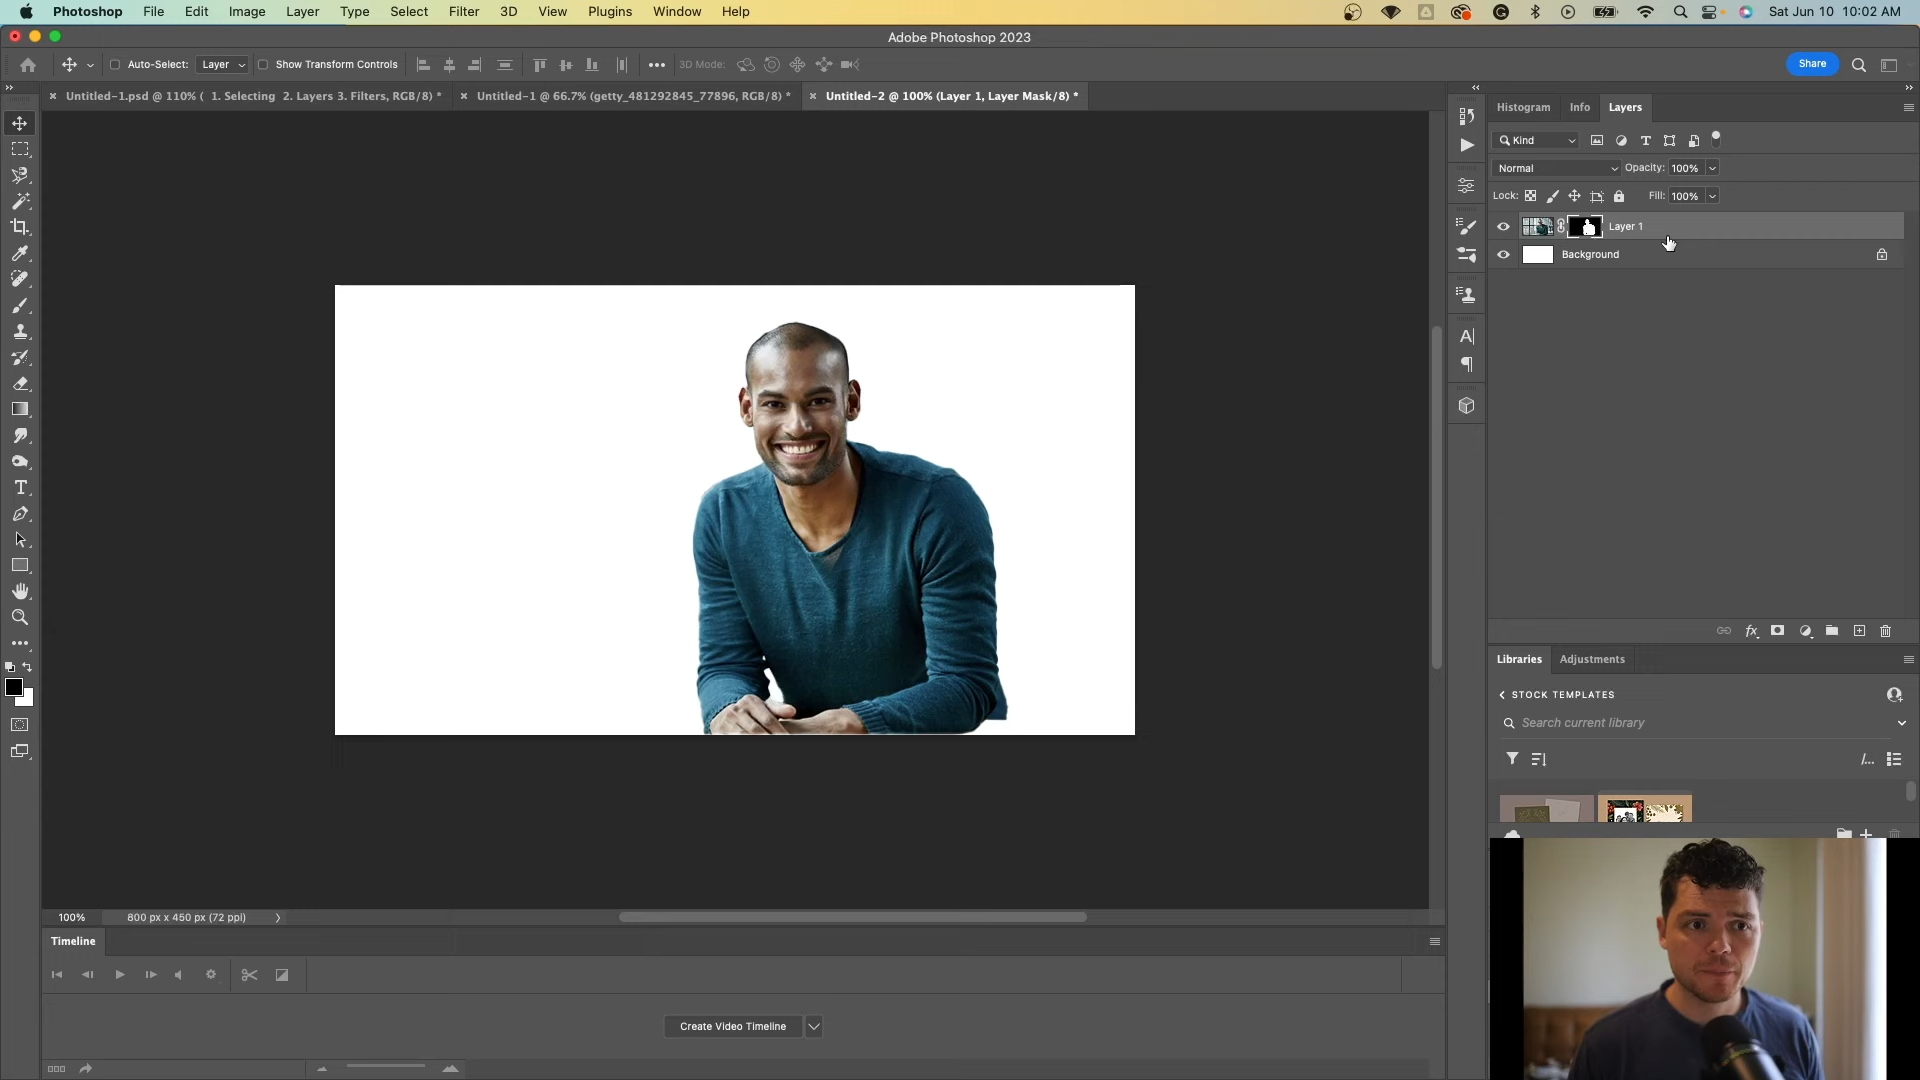 Photoshop File Edit Image Layer Type Select Filter 3D View Plugins Window Help Sat Jun 10 10:02 AM
Adobe Photoshop 2023
Auto-Select: Layer Show Transform Controls 3D Mode: Share
Untitled-1.psd @ 110% ( 1. Selecting 2. Layers 3. Filters, RGB/8) * Untitled-1 @ 66.7% (getty_481292845_77896, RGB/8) * Untitled-2 @ 100% (Layer 1, Layer Mask/8) *
Histogram Info Layers
Kind
Normal Opacity: 100%
Lock: Fill: 100%
Layer 1
Background
Libraries Adjustments
STOCK TEMPLATES
Search current library
100% 800 px x 450 px (72 ppi)
Timeline
Create Video Timeline